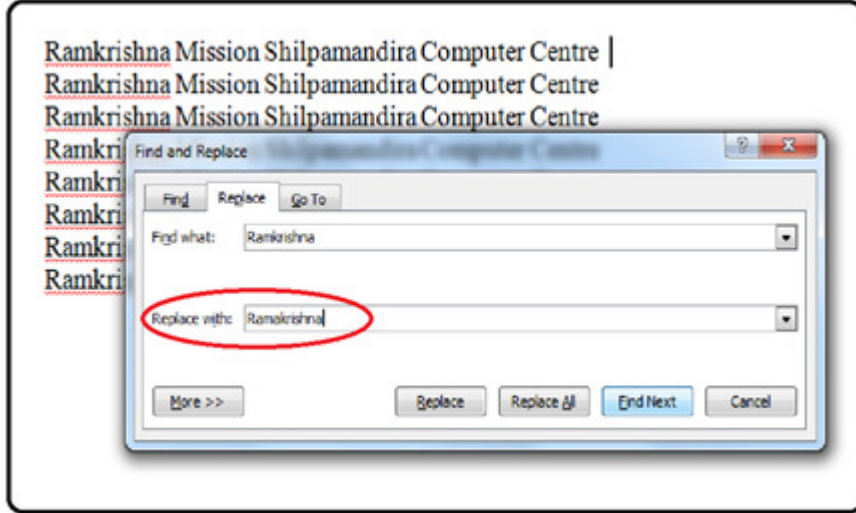 Ramkrishna Mission Shilpamandira Computer Centre
Ramkrishna Mission Shilpamandira Computer Centre
Ramkrishna Mission Shilpamandira Computer Centre
Ramkri
Find and Replace
Ramkri
Find Replace Go To
Ramkri
Find what: Ramkrishna
Ramkri
Ramkri
Replace with: Ramakrishna
More >> Replace Replace All Find Next Cancel